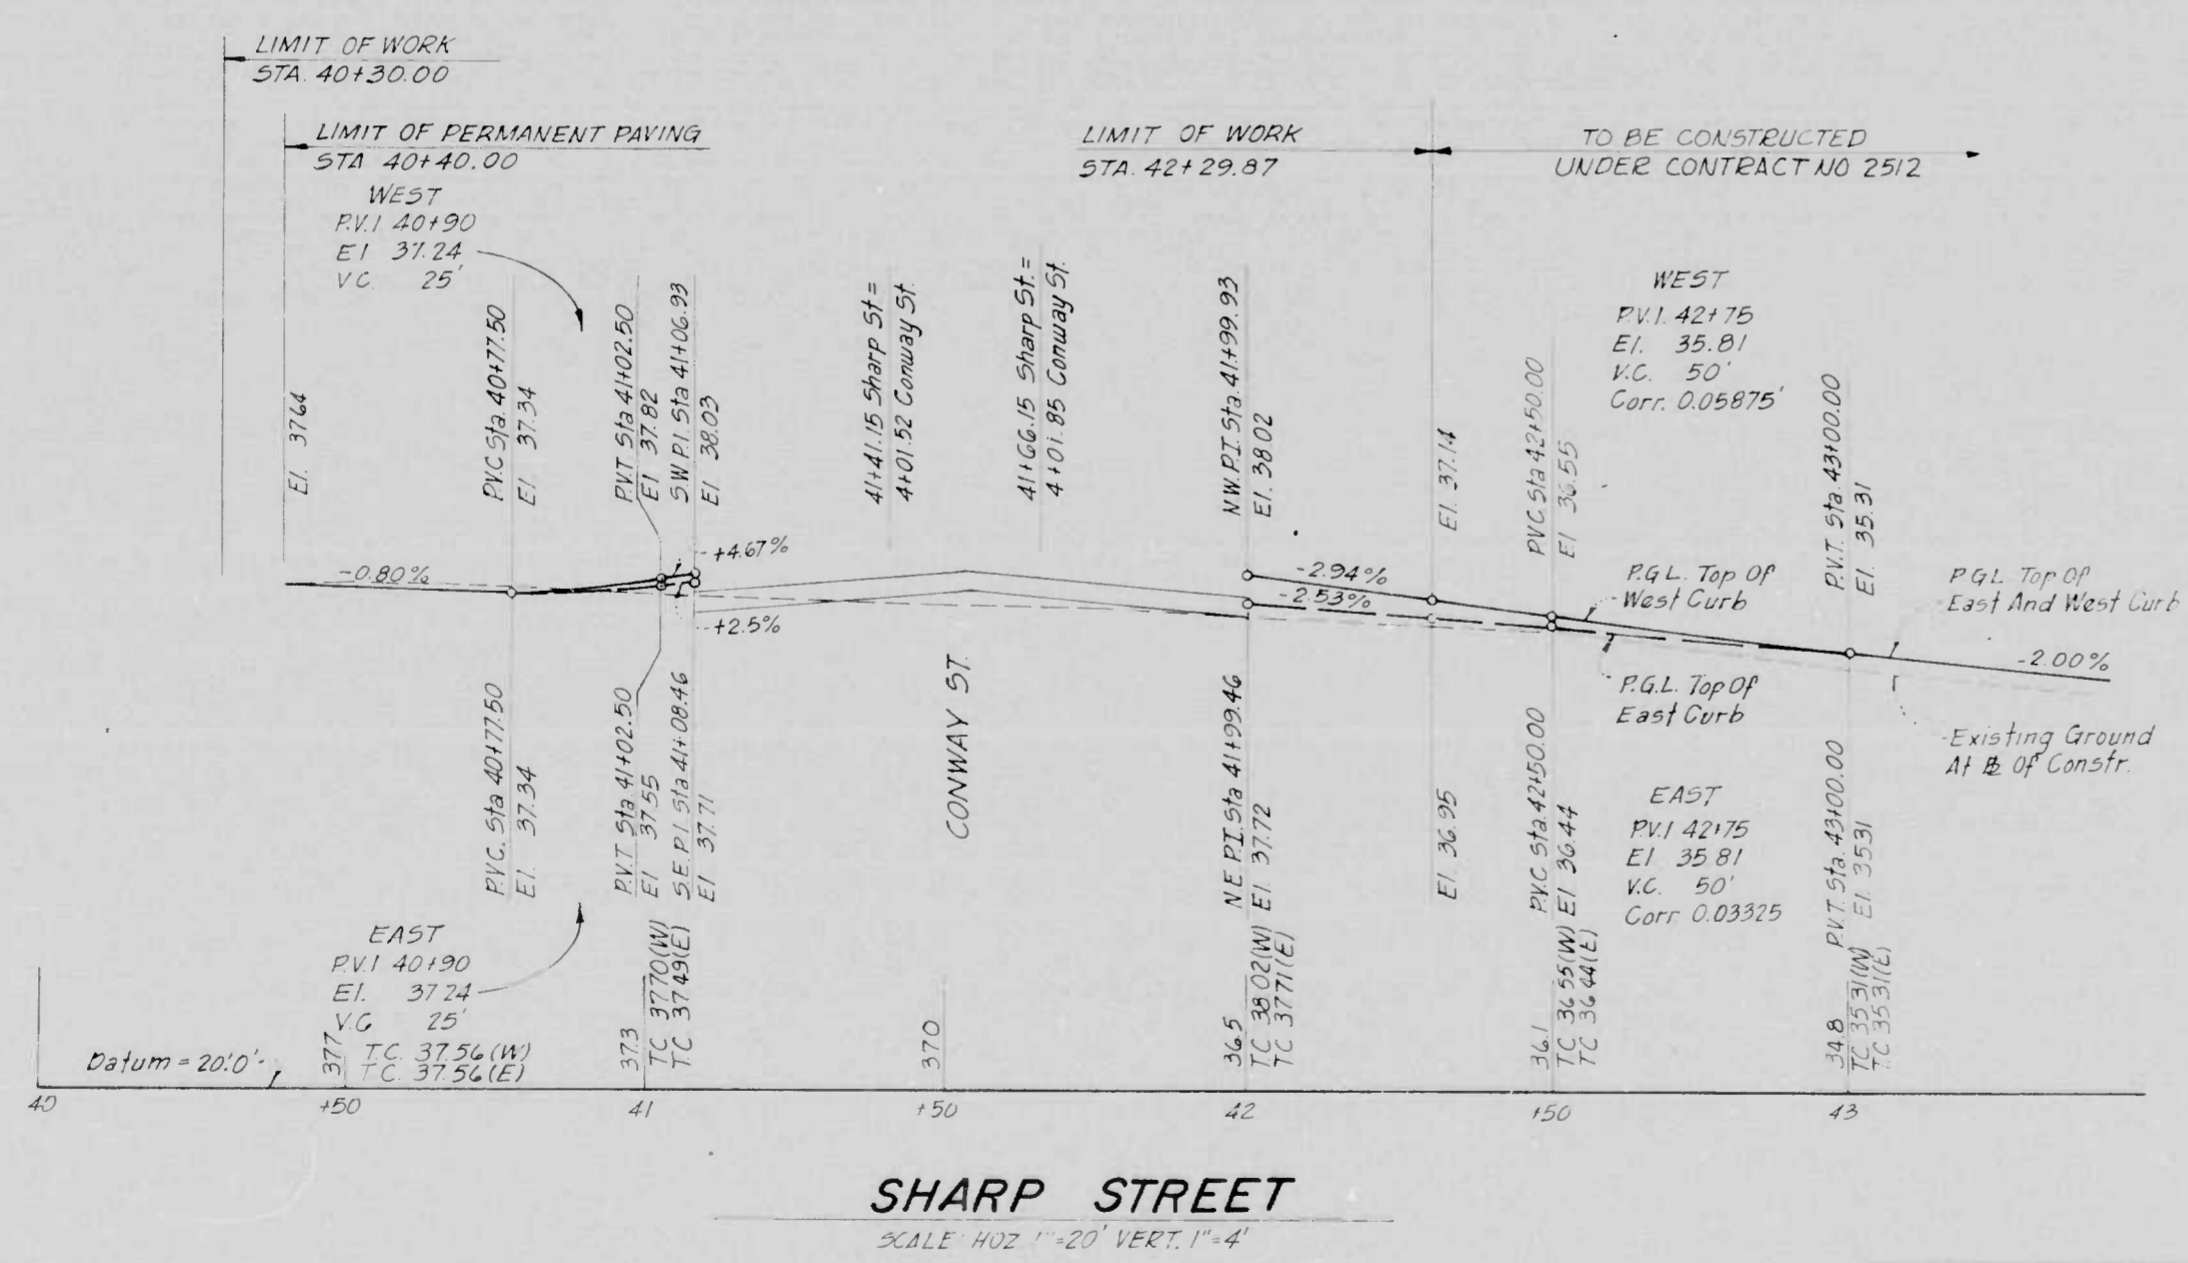 LIMIT OF WORK
STA. 40+30.00
LIMIT OF PERMANENT PAVING
STA 40+40.00
WEST
P.V.I 40+90
El 37.24
VC. 25'
LIMIT OF WORK
STA. 42+29.87
TO BE CONSTRUCTED
UNDER CONTRACT NO 2512
El. 37.64
P.V.C Sta. 40+77.50
El. 37.34
P.V.T Sta 41+02.50
El 37.82
S.W. P.I. Sta 41+06.93
El. 38.03
41+41.15 Sharp St =
4+01.52 Conway St.
41+66.15 Sharp St. =
4+01.85 Conway St.
N.W. P.I. Sta. 41+99.93
El. 38.02
El. 37.14
PVC Sta 42+50.00
El 36.55
WEST
P.V.I. 42+75
El. 35.81
V.C. 50'
Corr. 0.05875'
P.V.T. Sta. 43+00.00
El. 35.31
-0.80%
+4.67%
+2.5%
-2.94%
-2.53%
P.G.L. Top Of
West Curb
P.G.L. Top Of
East And West Curb
-2.00%
P.G.L. Top Of
East Curb
Existing Ground
At ℄ Of Constr.
P.V.C. Sta 40+77.50
El. 37.34
P.V.T Sta 41+02.50
El 37.55
S.E. P.I. Sta 41+08.46
El 37.71
CONWAY ST.
N.E. P.I. Sta 41+99.46
El. 37.72
El. 36.95
P.V.C Sta. 42+50.00
El 36.44
EAST
P.V.I 42+75
El 35.81
V.C. 50'
Corr 0.03325
P.V.T. Sta. 43+00.00
El. 35.31
EAST
P.V.I 40+90
El. 37.24
V.C 25'
Datum = 20.0'
37.7
T.C. 37.56 (W)
T.C. 37.56 (E)
37.3
TC 37.70 (W)
T.C. 37.49 (E)
37.0
36.5
T.C. 38.02 (W)
TC 37.71 (E)
36.1
TC 36.55 (W)
TC 36.44 (E)
34.8
TC 35.31 (W)
TC 35.31 (E)
40 +50 41 +50 42 +50 43
SHARP STREET
SCALE: HOZ 1"=20' VERT. 1"=4'